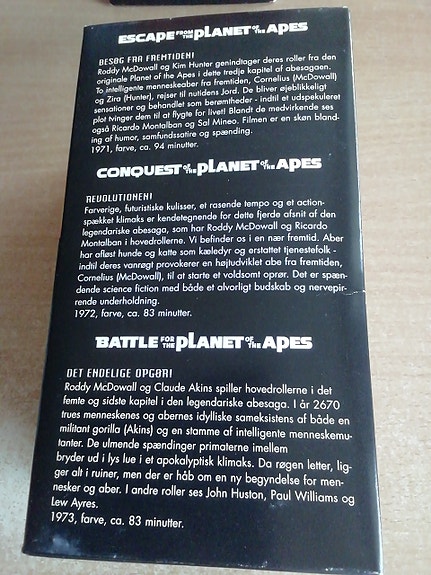 ESCAPE FROM THE PLANET OF THE APES
BESØG FRA FREMTIDEN!
Roddy McDowall og Kim Hunter genindtager deres roller fra den
originale Planet of the Apes i dette tredje kapitel af abesagaen.
To intelligente menneskeaber fra fremtiden, Cornelius (McDowall)
og Zira (Hunter), rejser til nutidens Jord. De bliver øjeblikkeligt
sensationer og behandlet som berømtheder - indtil et udspekuleret
plot tvinger dem til at flygte for livet! Blandt de medvirkende ses
også Ricardo Montalban og Sal Mineo. Filmen er en skøn bland-
ing af humor, samfundssatire og spænding.
1971, farve, ca. 94 minutter.
CONQUEST OF THE PLANET OF THE APES
REVOLUTIONEN!
Farverige, futuristiske kulisser, et rasende tempo og et action-
spækket klimaks er kendetegnende for dette fjerde afsnit af den
legendariske abesaga, som har Roddy McDowall og Ricardo
Montalban i hovedrollerne. Vi befinder os i en nær fremtid. Aber
har afløst hunde og katte som kæledyr og erstattet tjenestefolk -
indtil deres vanrøgt provokerer en højtudviklet abe fra fremtiden,
Cornelius (McDowall), til at starte et voldsomt oprør. Det er spæn-
dende science fiction med både et alvorligt budskab og nervepir-
rende underholdning.
1972, farve, ca. 83 minutter.
BATTLE FOR THE PLANET OF THE APES
DET ENDELIGE OPGØR!
Roddy McDowall og Claude Akins spiller hovedrollerne i det
femte og sidste kapitel i den legendariske abesaga. I år 2670
trues menneskenes og abernes idylliske sameksistens af både en
militant gorilla (Akins) og en stamme af intelligente menneskemu-
tanter. De ulmende spændinger primaterne imellem
bryder ud i lys lue i et apokalyptisk klimaks. Da røgen letter, lig-
ger alt i ruiner, men der er håb om en ny begyndelse for men-
nesker og aber. I andre roller ses John Huston, Paul Williams og
Lew Ayres.
1973, farve, ca. 83 minutter.